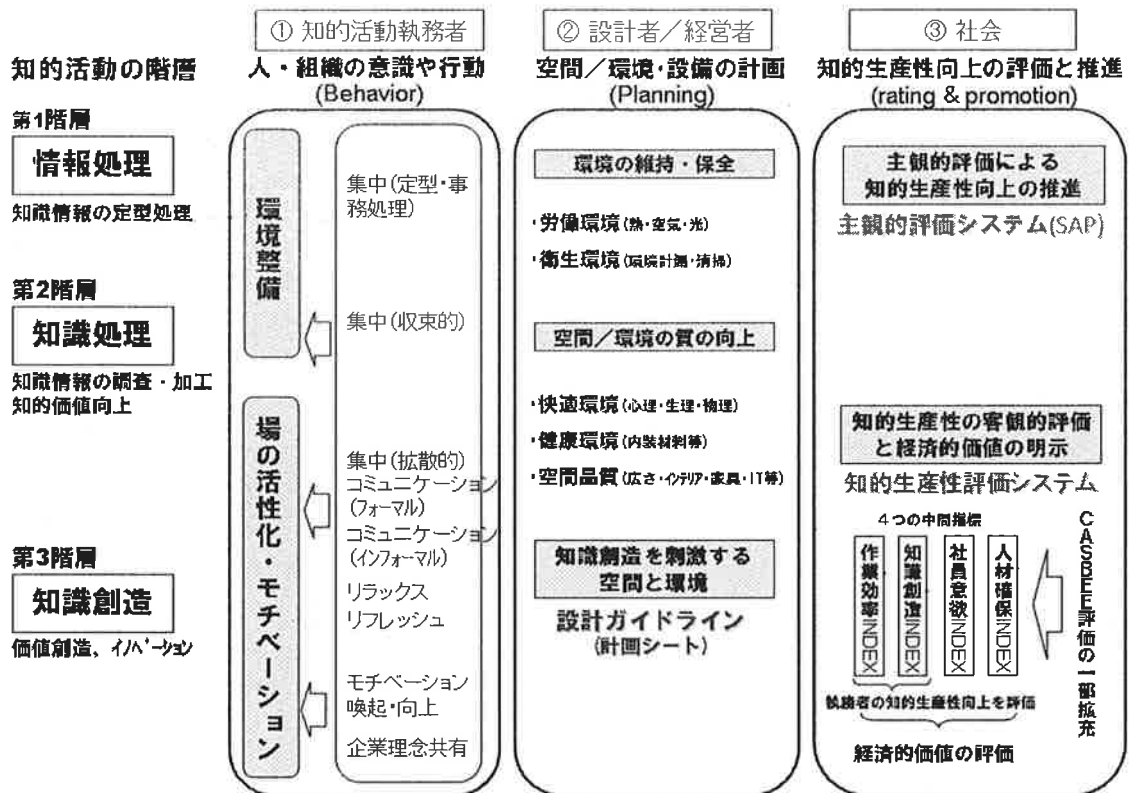 知的活動の階層
第1階層
情報処理
知識情報の定型処理
第2階層
知識処理
知識情報の調査・加工
知的価値向上
第3階層
知識創造
価値創造、イノベーション
① 知的活動執務者
人・組織の意識や行動
(Behavior)
環境整備
場の活性化・モチベーション
集中(定型・事
務処理)
集中(収束的)
集中(拡散的)
コミュニケーション
(フォーマル)
コミュニケーション
(インフォーマル)
リラックス
リフレッシュ
モチベーション
喚起・向上
企業理念共有
② 設計者／経営者
空間／環境・設備の計画
(Planning)
環境の維持・保全
・労働環境(熱・空気・光)
・衛生環境(環境計測・清掃)
空間／環境の質の向上
・快適環境(心理・生理・物理)
・健康環境(内装材料等)
・空間品質(広さ・インテリア・家具・IT等)
知識創造を刺激する
空間と環境
設計ガイドライン
(計画シート)
③ 社会
知的生産性向上の評価と推進
(rating & promotion)
主観的評価による
知的生産性向上の推進
主観的評価システム(SAP)
知的生産性の客観的評価
と経済的価値の明示
知的生産性評価システム
４つの中間指標
作業効率INDEX
知識創造INDEX
社員意欲INDEX
人材確保INDEX
CASBEE評価の一部拡充
執務者の知的生産性向上を評価
経済的価値の評価